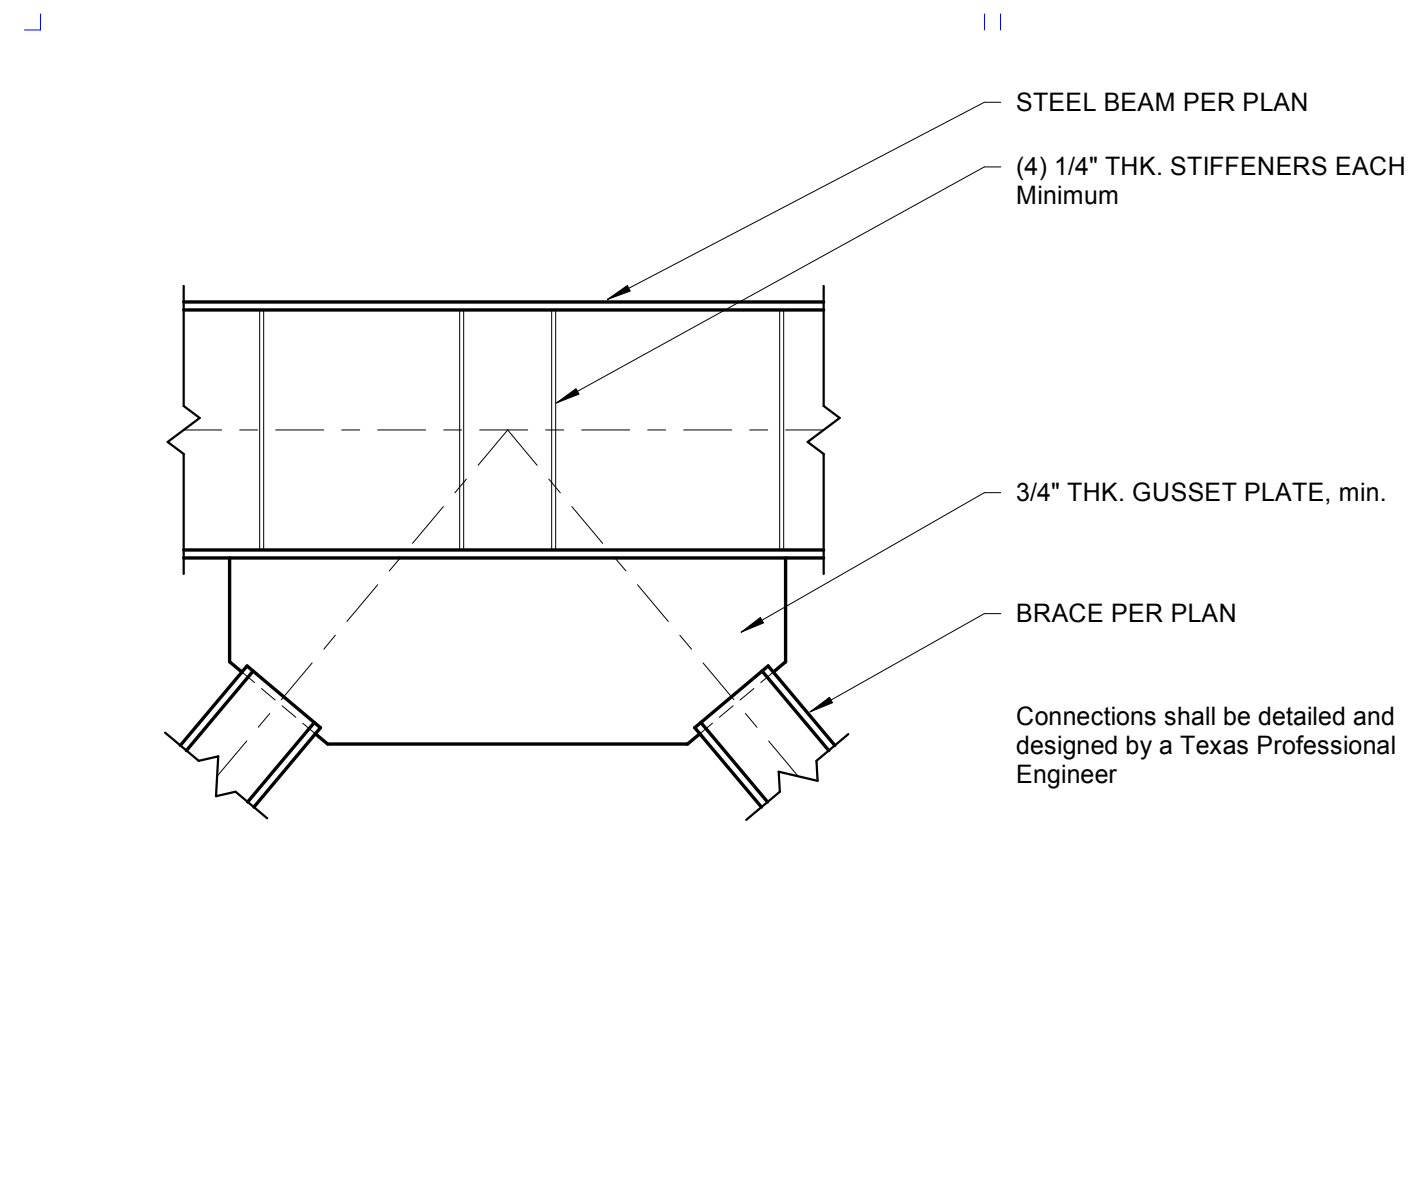 STEEL BEAM PER PLAN
(4) 1/4" THK. STIFFENERS EACH
Minimum
3/4" THK. GUSSET PLATE, min.
BRACE PER PLAN
Connections shall be detailed and
designed by a Texas Professional
Engineer